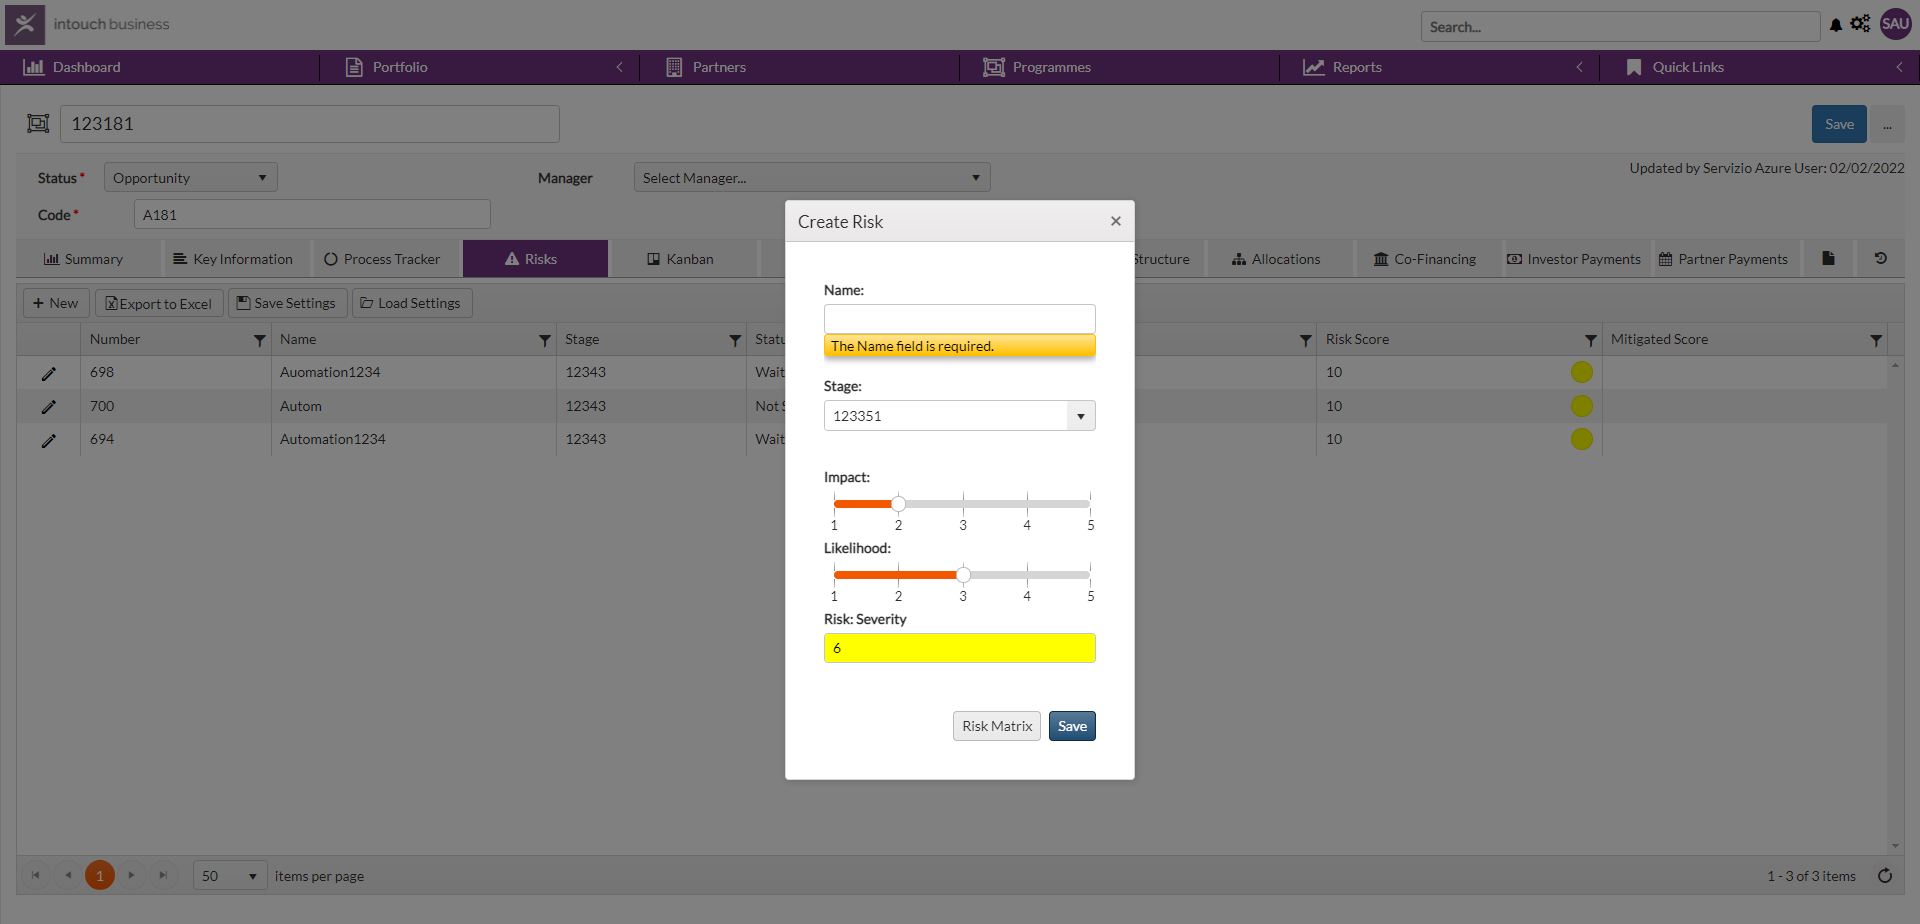 intouch business
Search...
SAU
Dashboard
Portfolio
Partners
Programmes
Reports
Quick Links
123181
Save
...
Status *
Opportunity
Manager
Select Manager...
Updated by Servizio Azure User: 02/02/2022
Code *
A181
Summary
Key Information
Process Tracker
Risks
Kanban
Structure
Allocations
Co-Financing
Investor Payments
Partner Payments
New
Export to Excel
Save Settings
Load Settings
Number
Name
Stage
Statu
Risk Score
Mitigated Score
698
Auomation1234
12343
Wait
10
700
Autom
12343
Not S
10
694
Automation1234
12343
Wait
10
Create Risk
Name:
The Name field is required.
Stage:
123351
Impact:
1 2 3 4 5
Likelihood:
1 2 3 4 5
Risk: Severity
6
Risk Matrix
Save
1
50
items per page
1 - 3 of 3 items